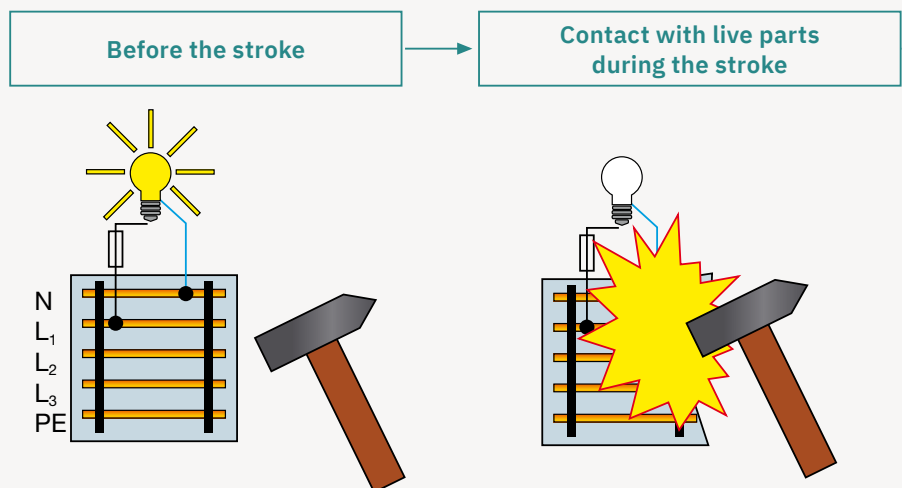 Before the stroke
Contact with live parts
during the stroke
N
L₁
L₂
L₃
PE